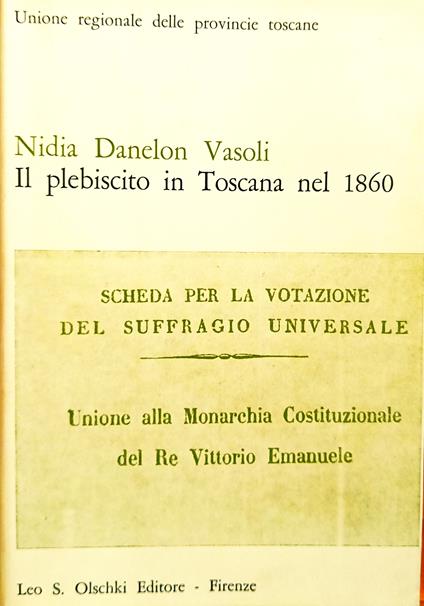 Unione regionale delle provincie toscane
Nidia Danelon Vasoli
Il plebiscito in Toscana nel 1860
SCHEDA PER LA VOTAZIONE
DEL SUFFRAGIO UNIVERSALE
Unione alla Monarchia Costituzionale
del Re Vittorio Emanuele
Leo S. Olschki Editore - Firenze